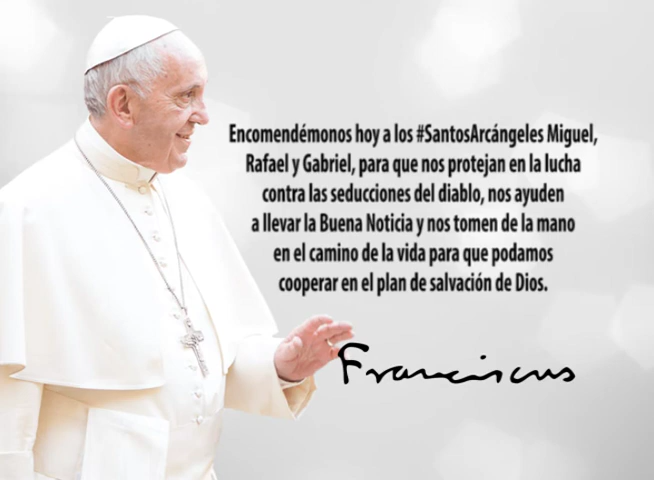 Encomendémonos hoy a los #SantosArcángeles Miguel,
Rafael y Gabriel, para que nos protejan en la lucha
contra las seducciones del diablo, nos ayuden
a llevar la Buena Noticia y nos tomen de la mano
en el camino de la vida para que podamos
cooperar en el plan de salvación de Dios.
Franciscus